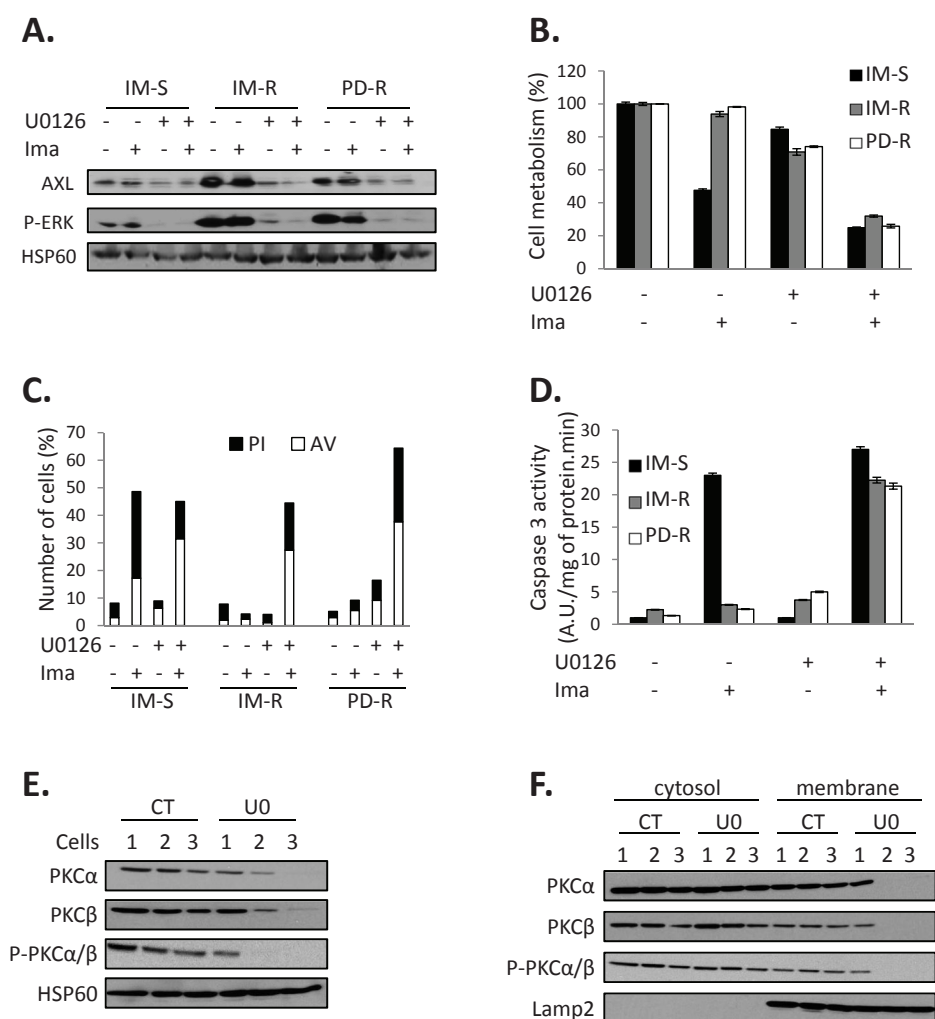 A.
IM-S IM-R PD-R
U0126 - - + + - - + + - - + +
Ima - + - + - + - + - + - +
AXL
P-ERK
HSP60
B.
Cell metabolism (%)
120
100
80
60
40
20
0
IM-S
IM-R
PD-R
U0126 - - + +
Ima - + - +
C.
Number of cells (%)
70
60
50
40
30
20
10
0
PI AV
U0126 - - + + - - + + - - + +
Ima - + - + - + - + - + - +
IM-S IM-R PD-R
D.
Caspase 3 activity
(A.U./mg of protein.min)
30
25
20
15
10
5
0
IM-S
IM-R
PD-R
U0126 - - + +
Ima - + - +
E.
CT U0
Cells 1 2 3 1 2 3
PKCα
PKCβ
P-PKCα/β
HSP60
F.
cytosol membrane
CT U0 CT U0
1 2 3 1 2 3 1 2 3 1 2 3
PKCα
PKCβ
P-PKCα/β
Lamp2